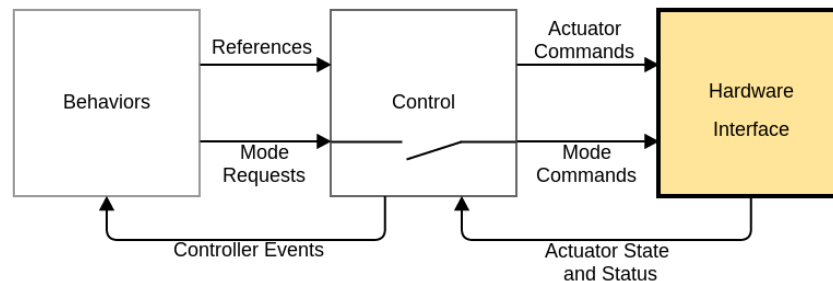 Behaviors
References
Mode
Requests
Control
Actuator
Commands
Mode
Commands
Hardware
Interface
Controller Events
Actuator State
and Status